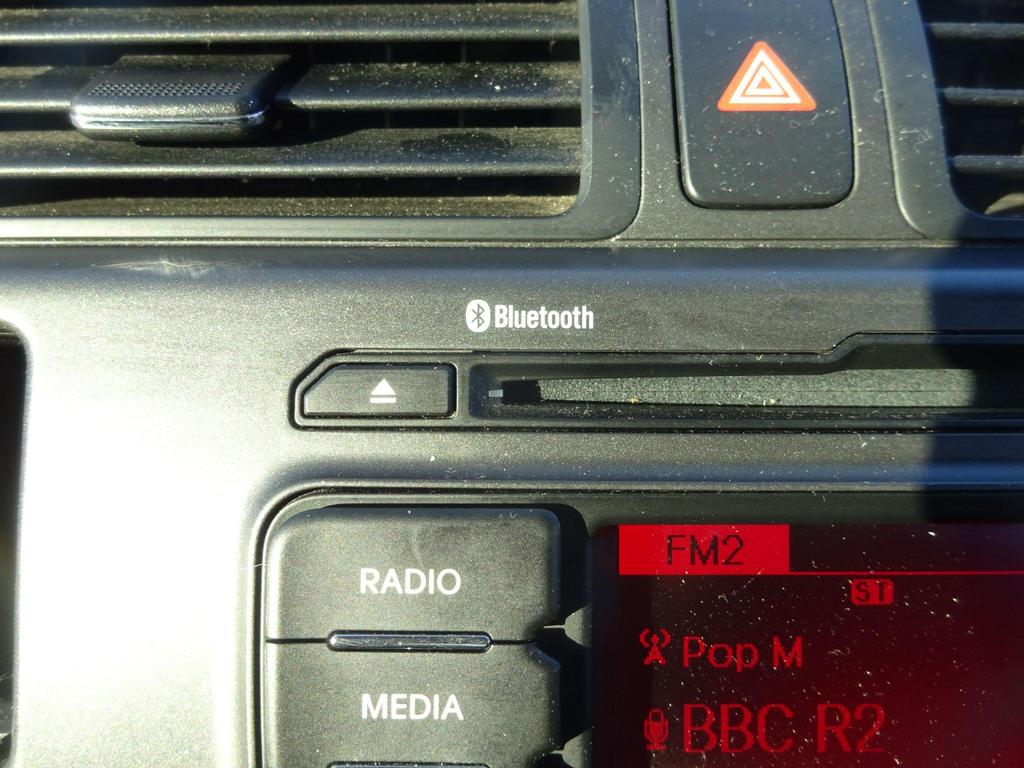 Bluetooth
RADIO
MEDIA
FM2
ST
Pop M
BBC R2